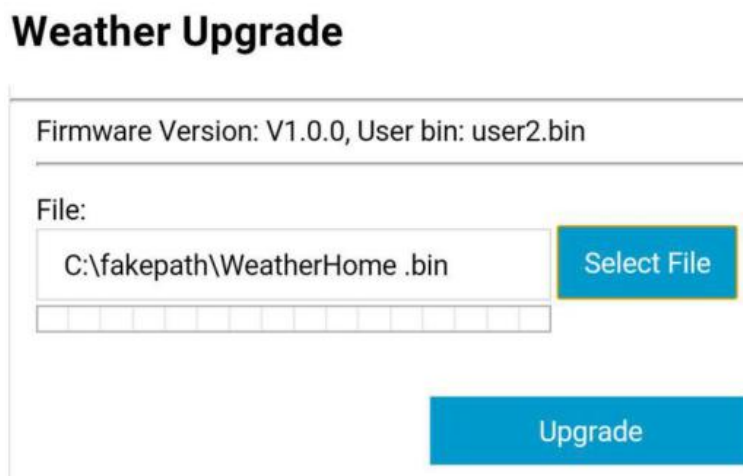 Weather Upgrade
Firmware Version: V1.0.0, User bin: user2.bin
File:
C:\fakepath\WeatherHome .bin
Select File
Upgrade